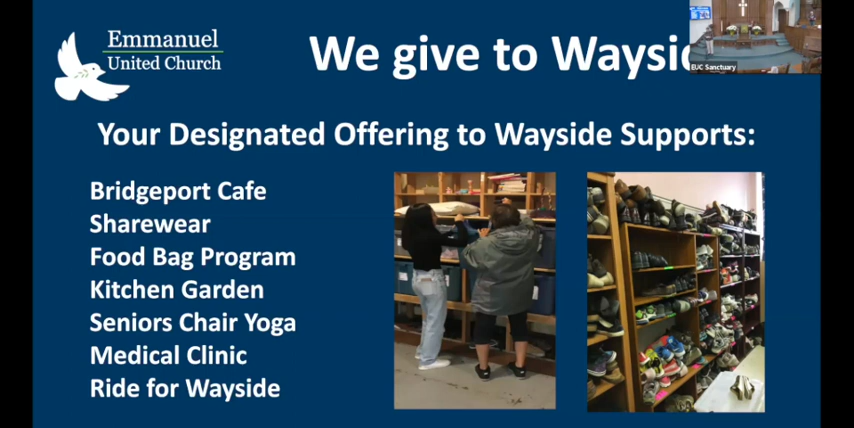 Emmanuel
United Church
We give to Waysi
EUC Sanctuary
Your Designated Offering to Wayside Supports:
Bridgeport Cafe
Sharewear
Food Bag Program
Kitchen Garden
Seniors Chair Yoga
Medical Clinic
Ride for Wayside